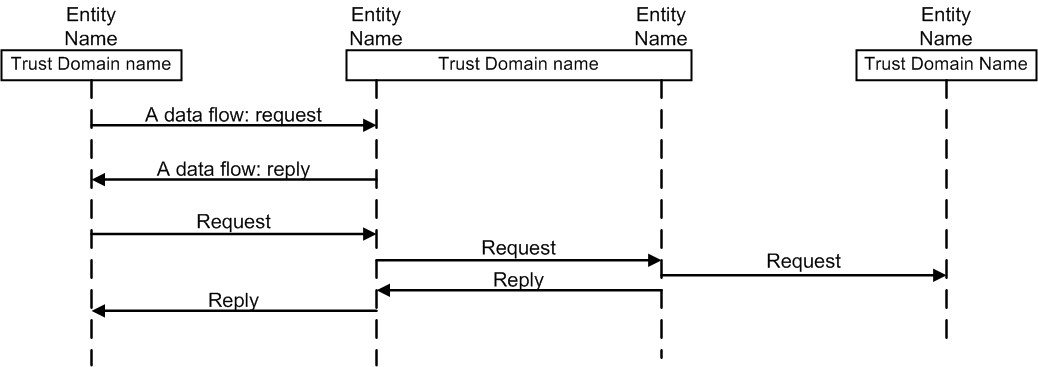 Entity
Name
Entity
Name
Entity
Name
Entity
Name
Trust Domain name
Trust Domain name
Trust Domain Name
A data flow: request
A data flow: reply
Request
Request
Request
Reply
Reply